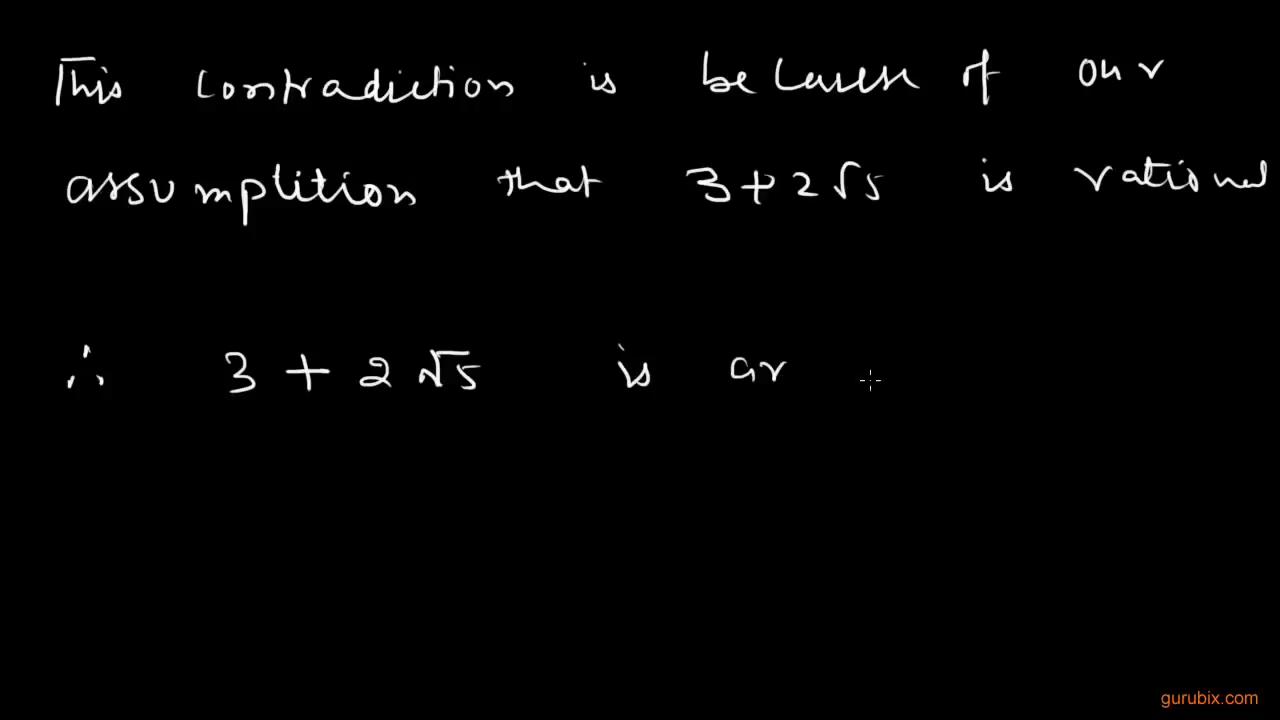 This contradiction is because of our
assumplition that 3+2√5 is rational
∴ 3 + 2√5 is an
gurubix.com